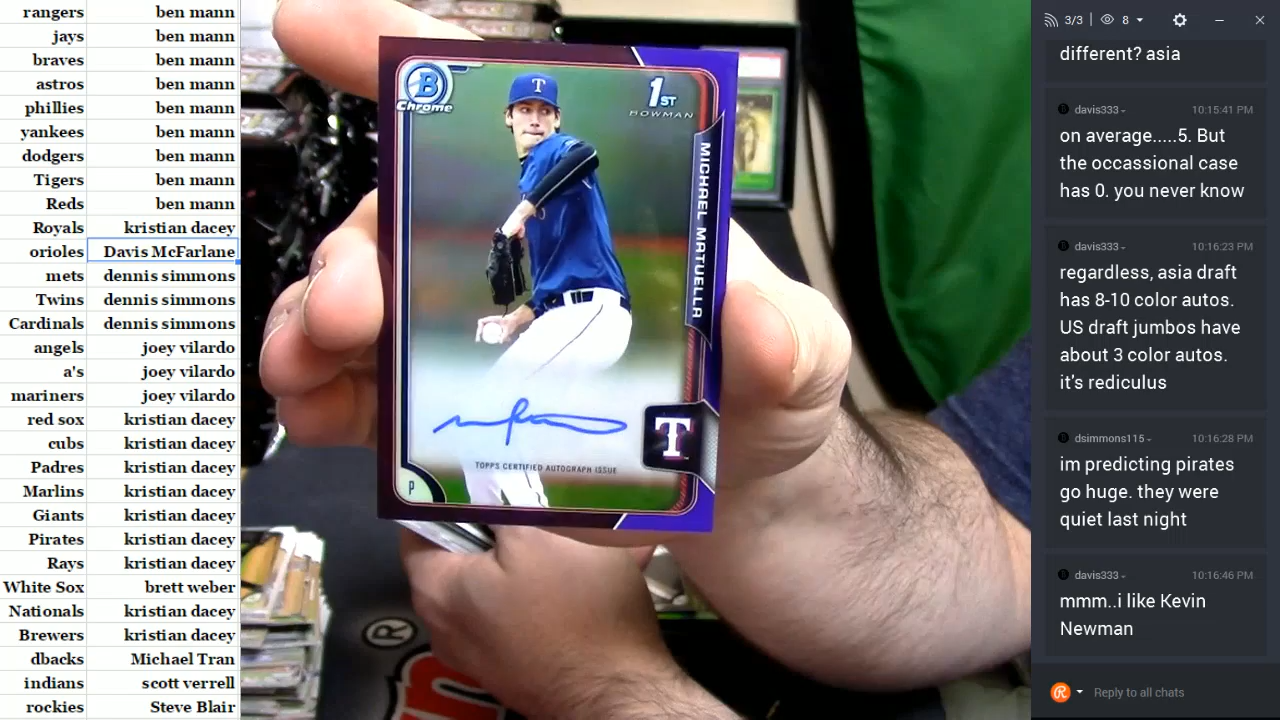 rangers ben mann
jays ben mann
braves ben mann
astros ben mann
phillies ben mann
yankees ben mann
dodgers ben mann
Tigers ben mann
Reds ben mann
Royals kristian dacey
orioles Davis McFarlane
mets dennis simmons
Twins dennis simmons
Cardinals dennis simmons
angels joey vilardo
a's joey vilardo
mariners joey vilardo
red sox kristian dacey
cubs kristian dacey
Padres kristian dacey
Marlins kristian dacey
Giants kristian dacey
Pirates kristian dacey
Rays kristian dacey
White Sox brett weber
Nationals kristian dacey
Brewers kristian dacey
dbacks Michael Tran
indians scott verrell
rockies Steve Blair
B
Chrome
T
1ST
BOWMAN
MICHAEL MATUELLA
T
TOPPS CERTIFIED AUTOGRAPH ISSUE
P
®
3/3 8
different? asia
davis333 10:15:41 PM
on average.....5. But
the occassional case
has 0. you never know
davis333 10:16:23 PM
regardless, asia draft
has 8-10 color autos.
US draft jumbos have
about 3 color autos.
it's rediculus
dsimmons115 10:16:28 PM
im predicting pirates
go huge. they were
quiet last night
davis333 10:16:46 PM
mmm..i like Kevin
Newman
Reply to all chats